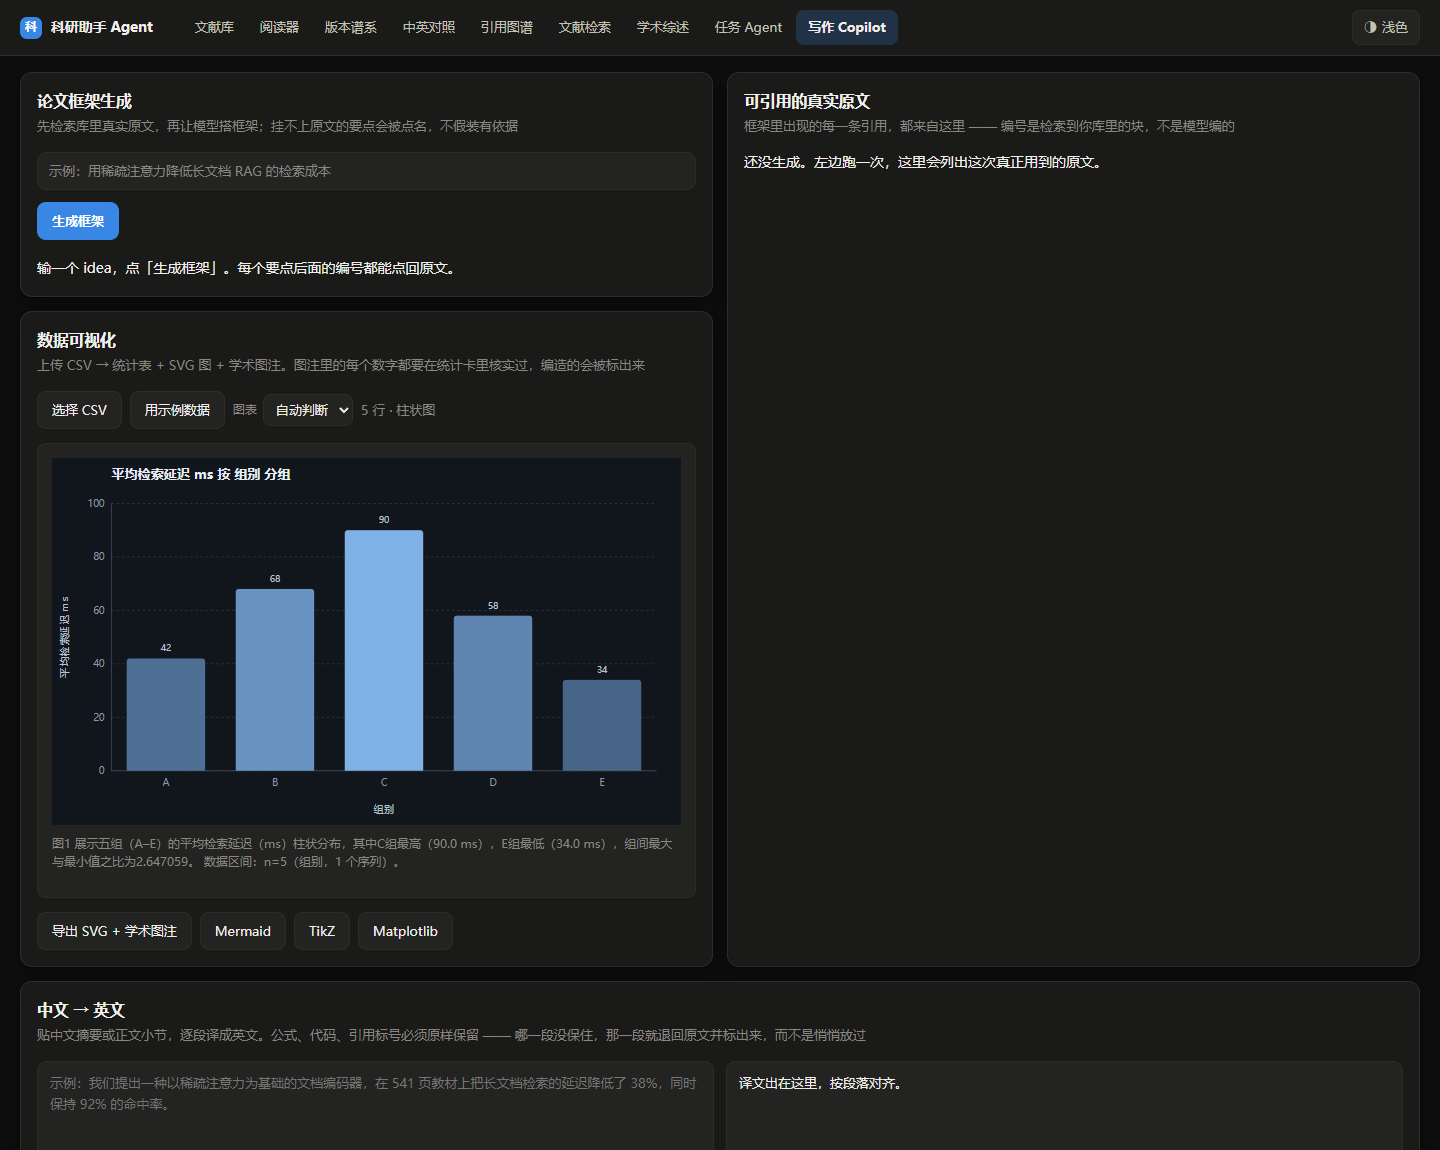 科 科研助手 Agent 文献库 阅读器 版本谱系 中英对照 引用图谱 文献检索 学术综述 任务 Agent 写作 Copilot 浅色
论文框架生成
先检索库里真实原文，再让模型搭框架；挂不上原文的要点会被点名，不假装有依据
示例：用稀疏注意力降低长文档 RAG 的检索成本
生成框架
输一个 idea，点「生成框架」。每个要点后面的编号都能点回原文。
可引用的真实原文
框架里出现的每一条引用，都来自这里 —— 编号是检索到你库里的块，不是模型编的
还没生成。左边跑一次，这里会列出这次真正用到的原文。
数据可视化
上传 CSV → 统计表 + SVG 图 + 学术图注。图注里的每个数字都要在统计卡里核实过，编造的会被标出来
选择 CSV 用示例数据 图表 自动判断 5 行 · 柱状图
平均检索延迟 ms 按 组别 分组
平均检索延迟 ms
100
80
60
40
20
0
42
68
90
58
34
A B C D E
组别
图1 展示五组（A–E）的平均检索延迟（ms）柱状分布，其中C组最高（90.0 ms），E组最低（34.0 ms），组间最大
与最小值之比为2.647059。 数据区间：n=5（组别，1 个序列）。
导出 SVG + 学术图注 Mermaid TikZ Matplotlib
中文 → 英文
贴中文摘要或正文小节，逐段译成英文。公式、代码、引用标号必须原样保留 —— 哪一段没保住，那一段就退回原文并标出来，而不是悄悄放过
示例：我们提出一种以稀疏注意力为基础的文档编码器，在 541 页教材上把长文档检索的延迟降低了 38%，同时
保持 92% 的命中率。
译文出在这里，按段落对齐。